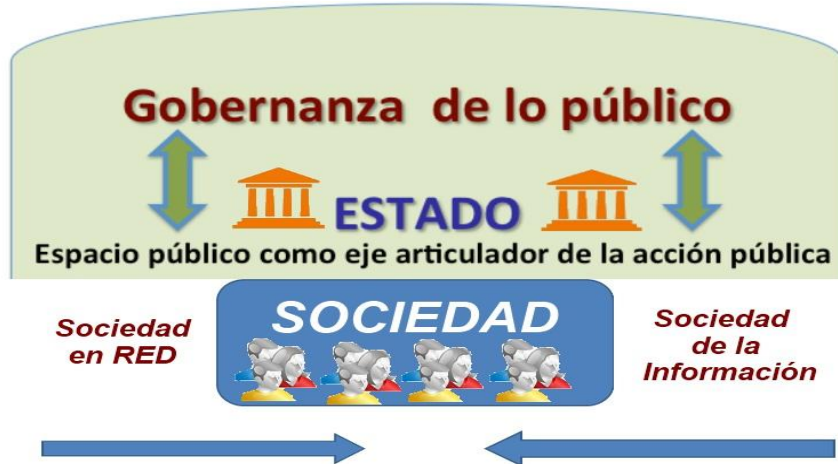 Gobernanza de lo público
ESTADO
Espacio público como eje articulador de la acción pública
SOCIEDAD
Sociedad
en RED
Sociedad
de la
Información